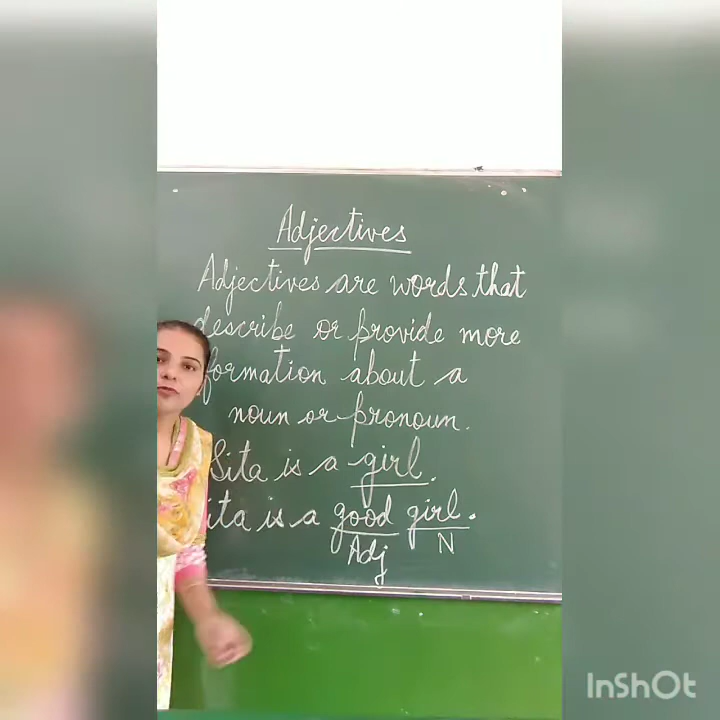 Adjectives
Adjectives are words that
describe or provide more
formation about a
noun or pronoun.
Sita is a girl.
ita is a good girl.
Adj N
InShOt